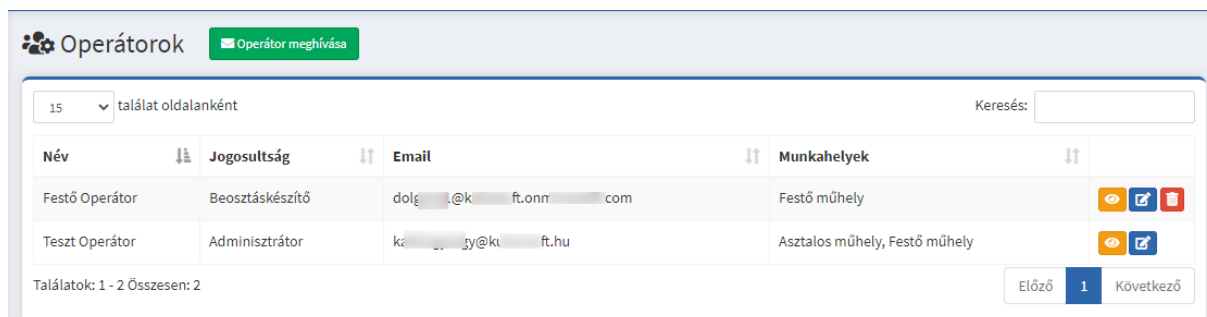 Operátorok Operátor meghívása
15 találat oldalanként Keresés:
Név Jogosultság Email Munkahelyek
Festő Operátor Beosztáskészítő Festő műhely
Teszt Operátor Adminisztrátor Asztalos műhely, Festő műhely
Találatok: 1 - 2 Összesen: 2 Előző 1 Következő